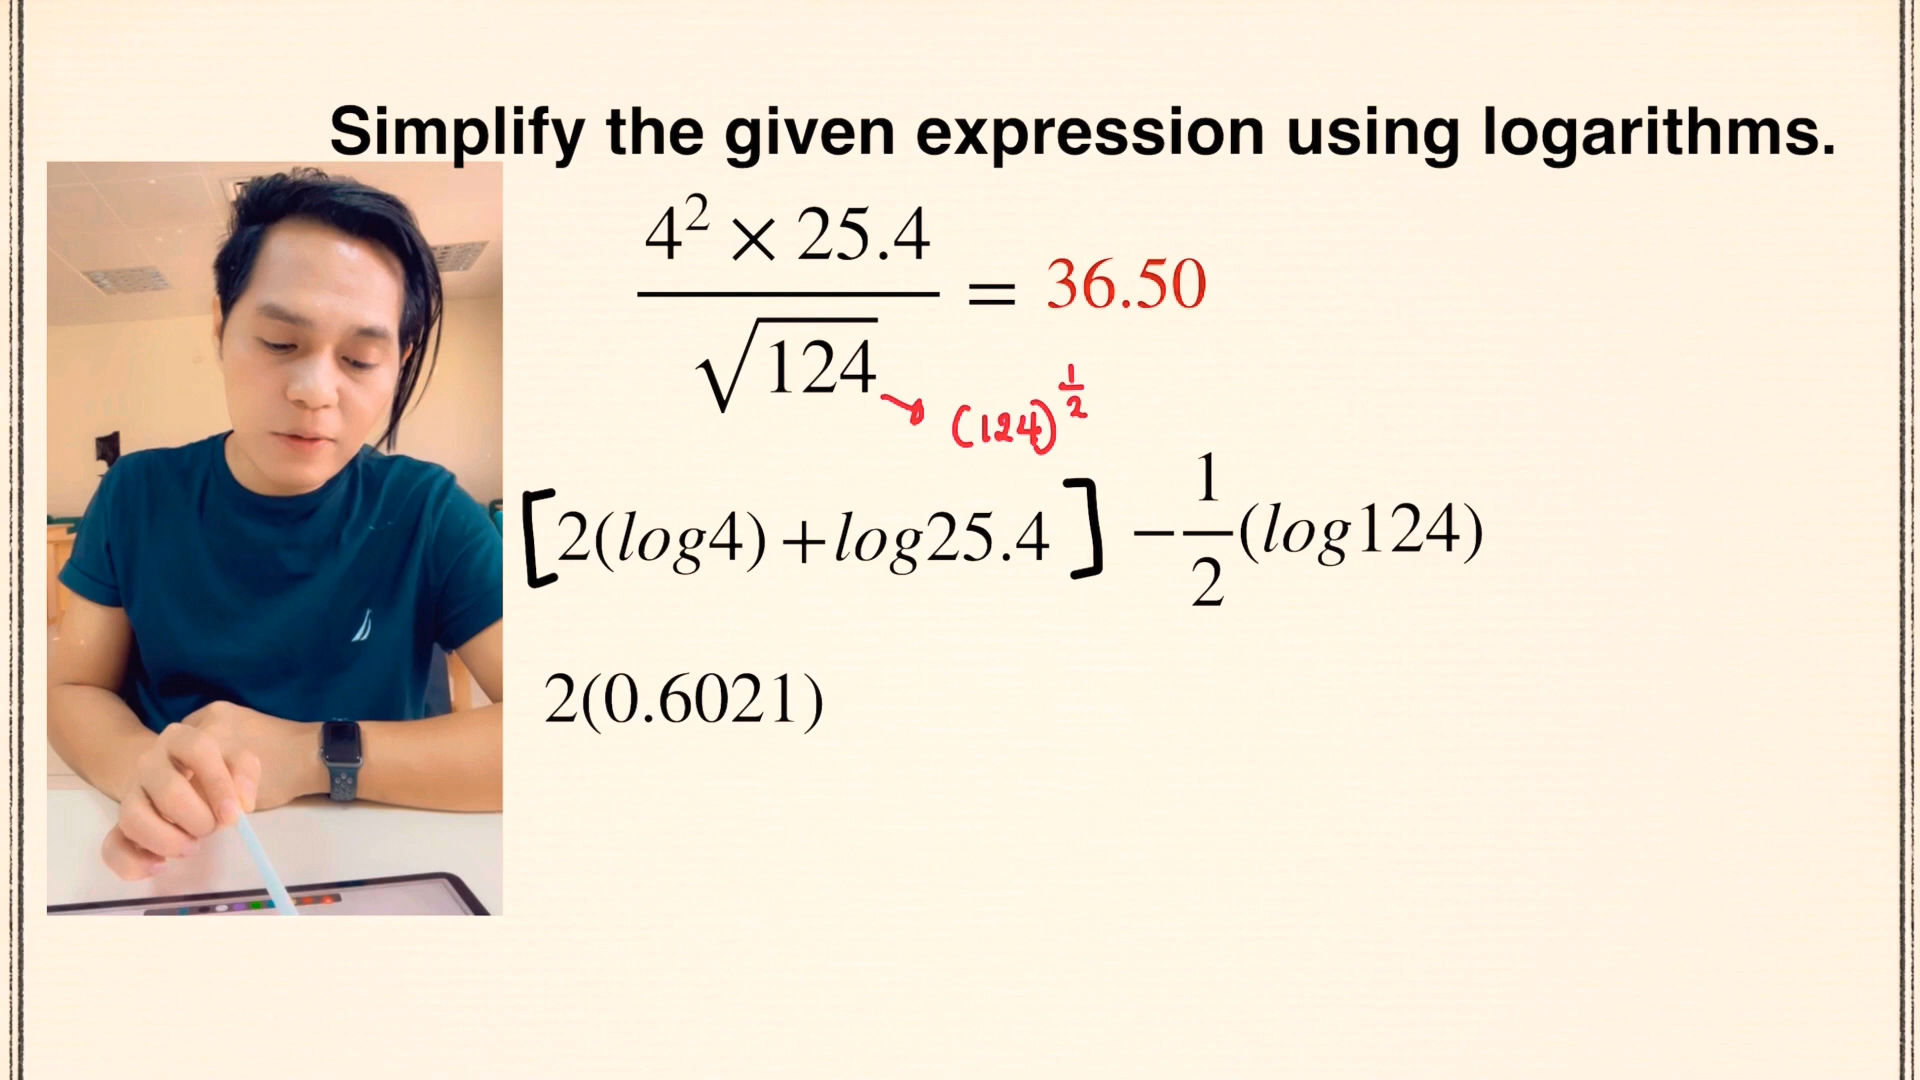 Simplify the given expression using logarithms.
4² × 25.4
√124
= 36.50
(124)^½
[2(log4) + log25.4] − ½(log124)
2(0.6021)